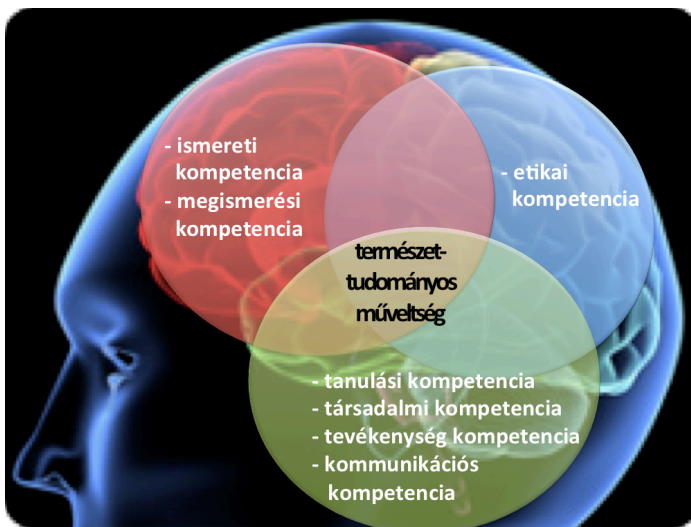 - ismereti
kompetencia
- megismerési
kompetencia
- etikai
kompetencia
természet-
tudományos
műveltség
- tanulási kompetencia
- társadalmi kompetencia
- tevékenység kompetencia
- kommunikációs
kompetencia